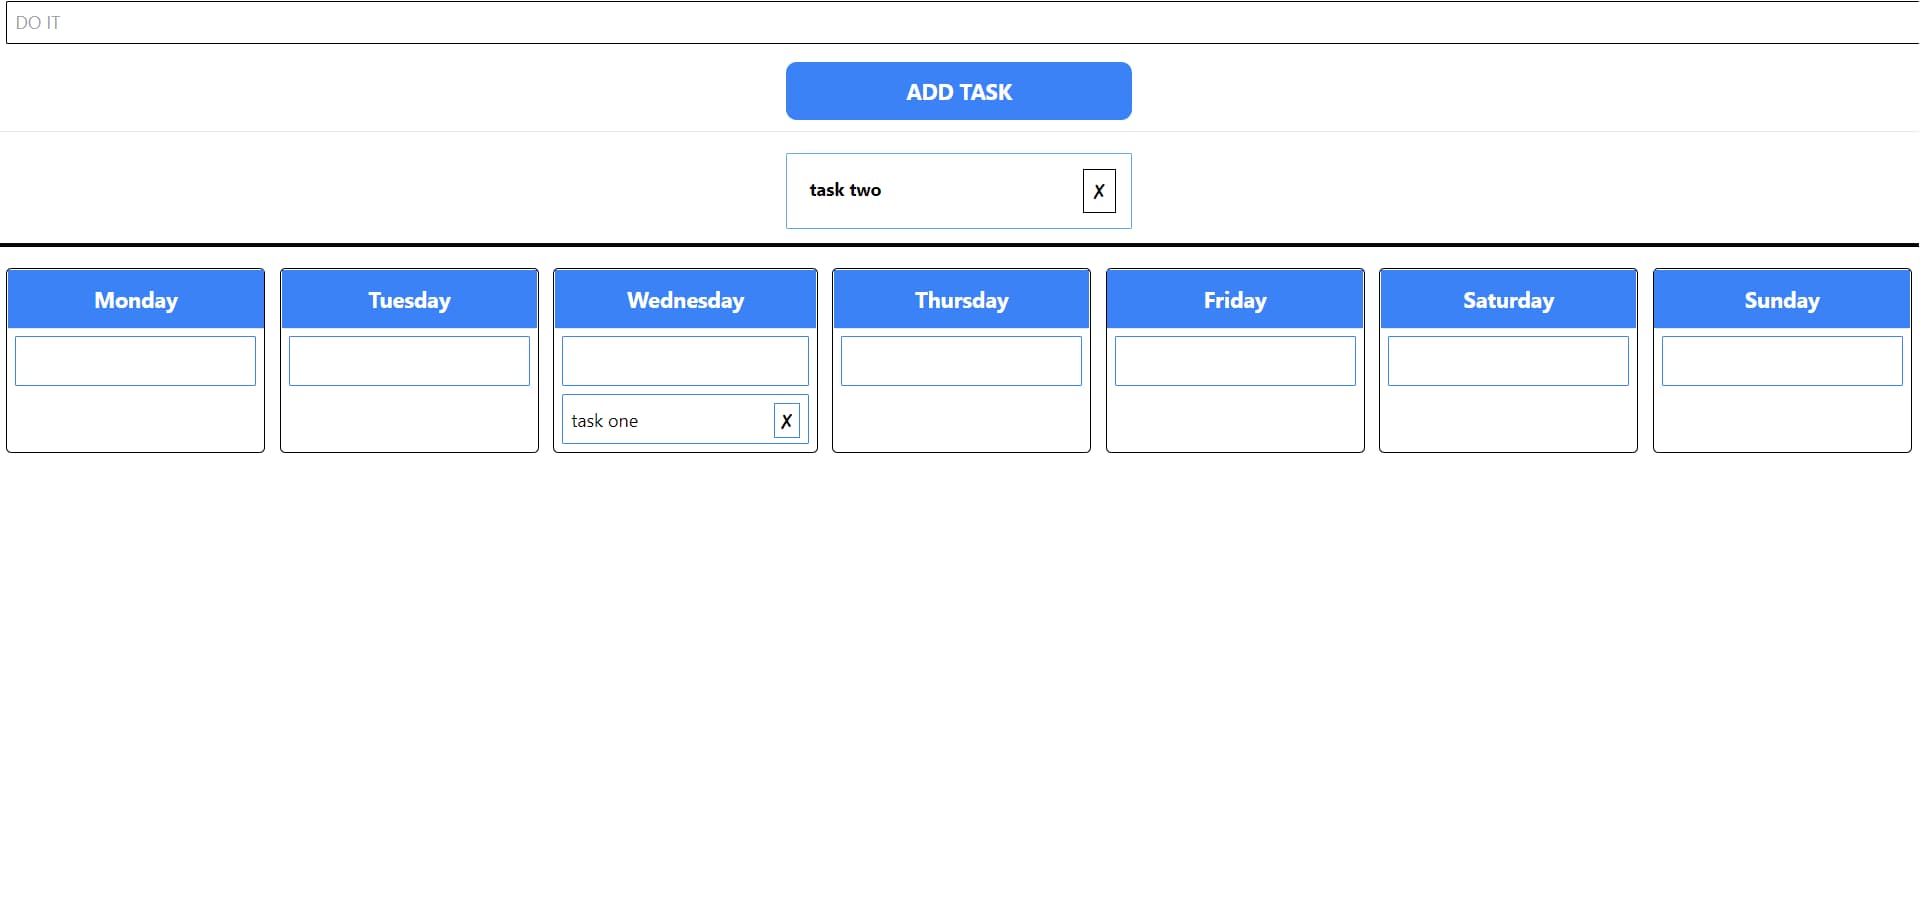 DO IT
ADD TASK
task two ✗
Monday Tuesday Wednesday Thursday Friday Saturday Sunday
task one ✗